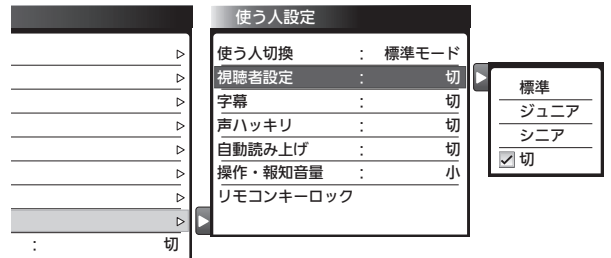 使う人設定
使う人切換 : 標準モード
視聴者設定 : 切
字幕 : 切
声ハッキリ : 切
自動読み上げ : 切
操作・報知音量 : 小
リモコンキーロック
: 切
標準
ジュニア
シニア
切